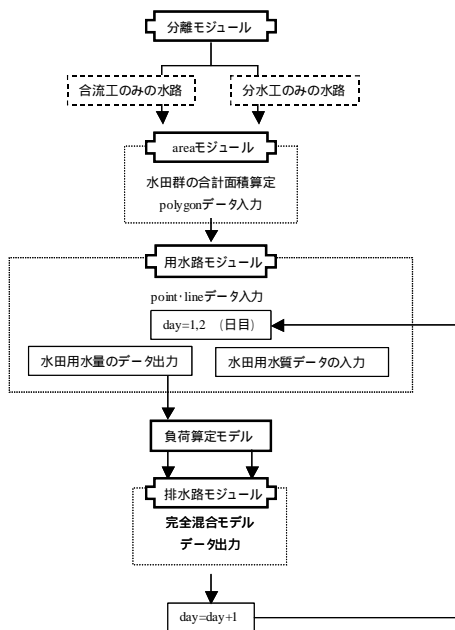 分離モジュール
合流工のみの水路
分水工のみの水路
areaモジュール
水田群の合計面積算定
polygonデータ入力
用水路モジュール
point・lineデータ入力
day=1,2 （日目）
水田用水量のデータ出力
水田用水質データの入力
負荷算定モデル
排水路モジュール
完全混合モデル
データ出力
day=day+1